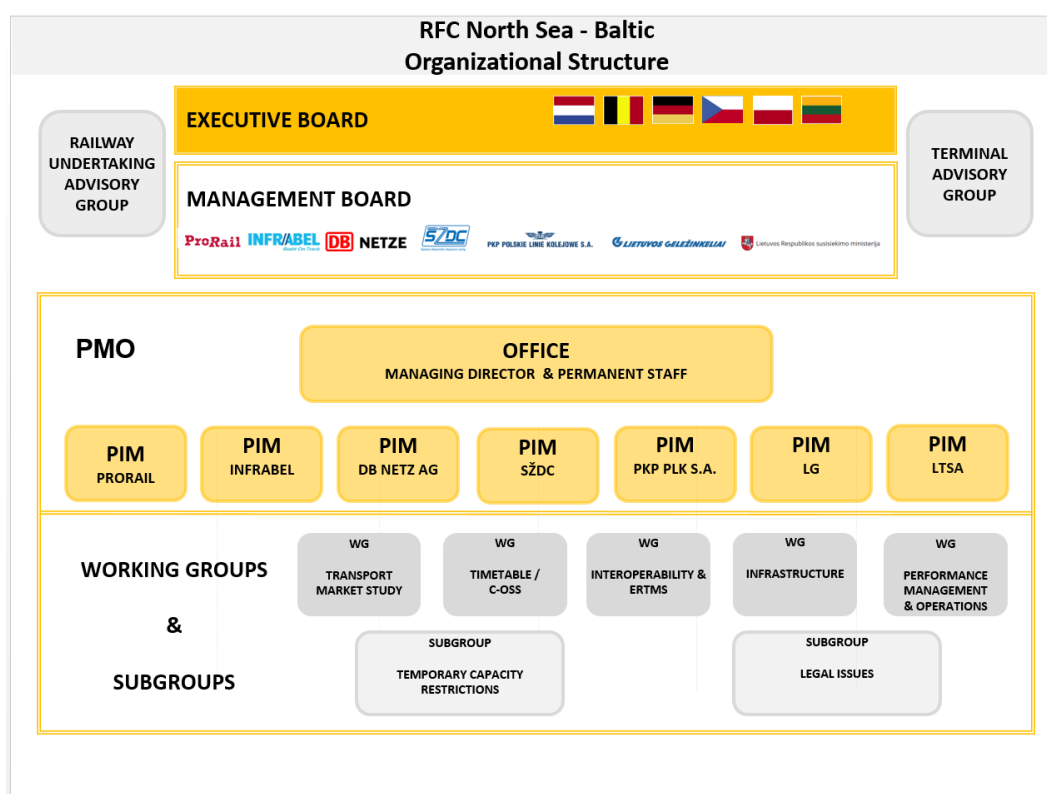 RFC North Sea - Baltic
Organizational Structure
EXECUTIVE BOARD
RAILWAY
UNDERTAKING
ADVISORY
GROUP
TERMINAL
ADVISORY
GROUP
MANAGEMENT BOARD
ProRail
INFRABEL
Right On Track
DB NETZE
SŽDC
PKP POLSKIE LINIE KOLEJOWE S.A.
LIETUVOS GELEŽINKELIAI
Lietuvos Respublikos susisiekimo ministerija
PMO
OFFICE
MANAGING DIRECTOR & PERMANENT STAFF
PIM
PRORAIL
PIM
INFRABEL
PIM
DB NETZ AG
PIM
SŽDC
PIM
PKP PLK S.A.
PIM
LG
PIM
LTSA
WORKING GROUPS
&
SUBGROUPS
WG
TRANSPORT
MARKET STUDY
WG
TIMETABLE /
C-OSS
WG
INTEROPERABILITY &
ERTMS
WG
INFRASTRUCTURE
WG
PERFORMANCE
MANAGEMENT
& OPERATIONS
SUBGROUP
TEMPORARY CAPACITY
RESTRICTIONS
SUBGROUP
LEGAL ISSUES